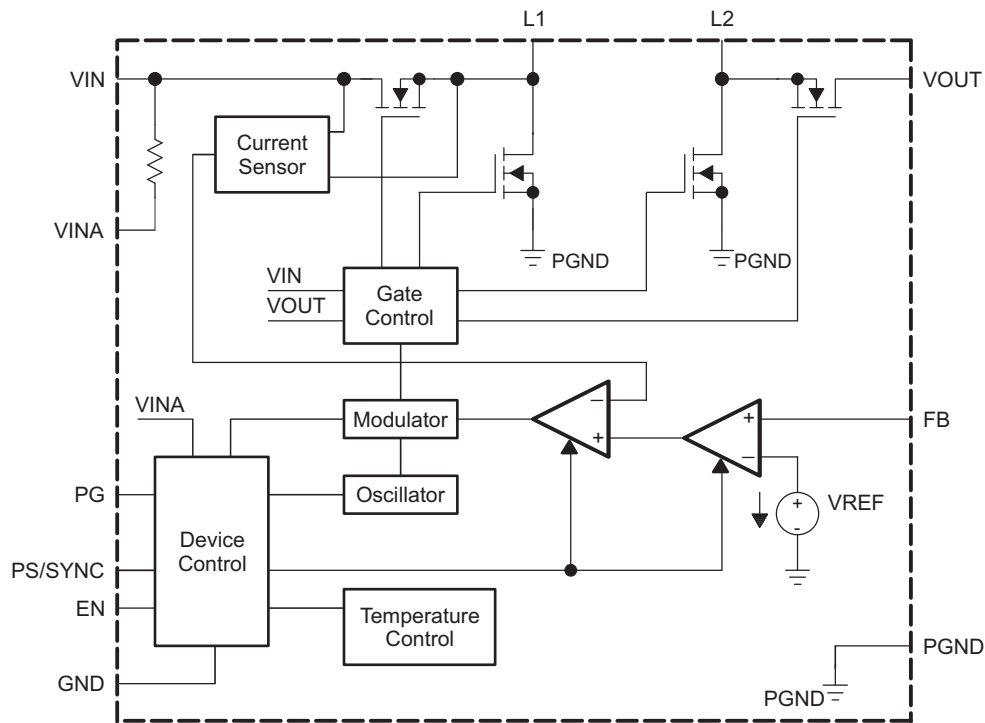 L1
L2
VIN
VOUT
Current
Sensor
VINA
PGND
PGND
VIN
VOUT
Gate
Control
VINA
Modulator
−
+
+
−
FB
PG
Oscillator
VREF
+
-
Device
Control
PS/SYNC
EN
Temperature
Control
PGND
GND
PGND